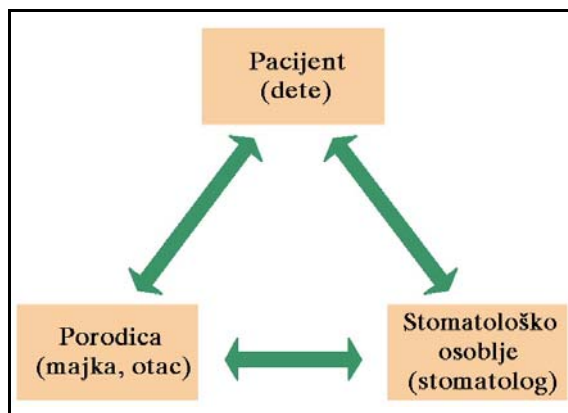 Pacijent
(dete)
Porodica
(majka, otac)
Stomatološko
osoblje
(stomatolog)